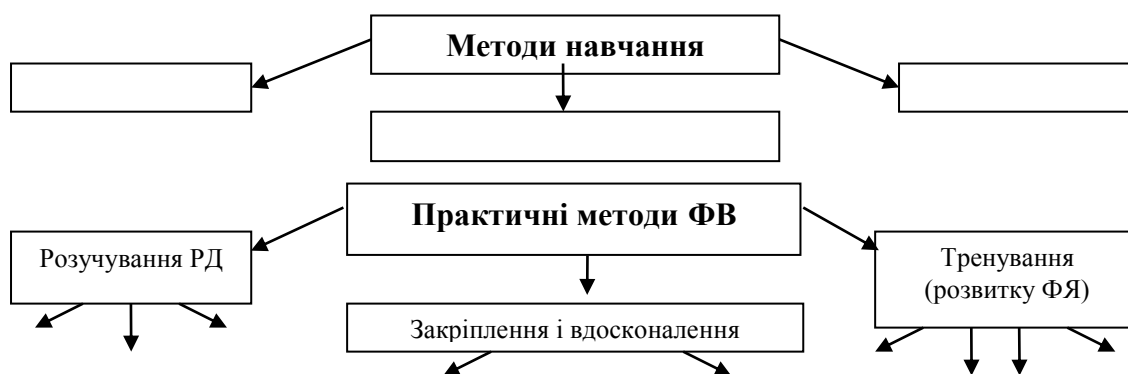 Методи навчання
Практичні методи ФВ
Розучування РД
Тренування
(розвитку ФЯ)
Закріплення і вдосконалення